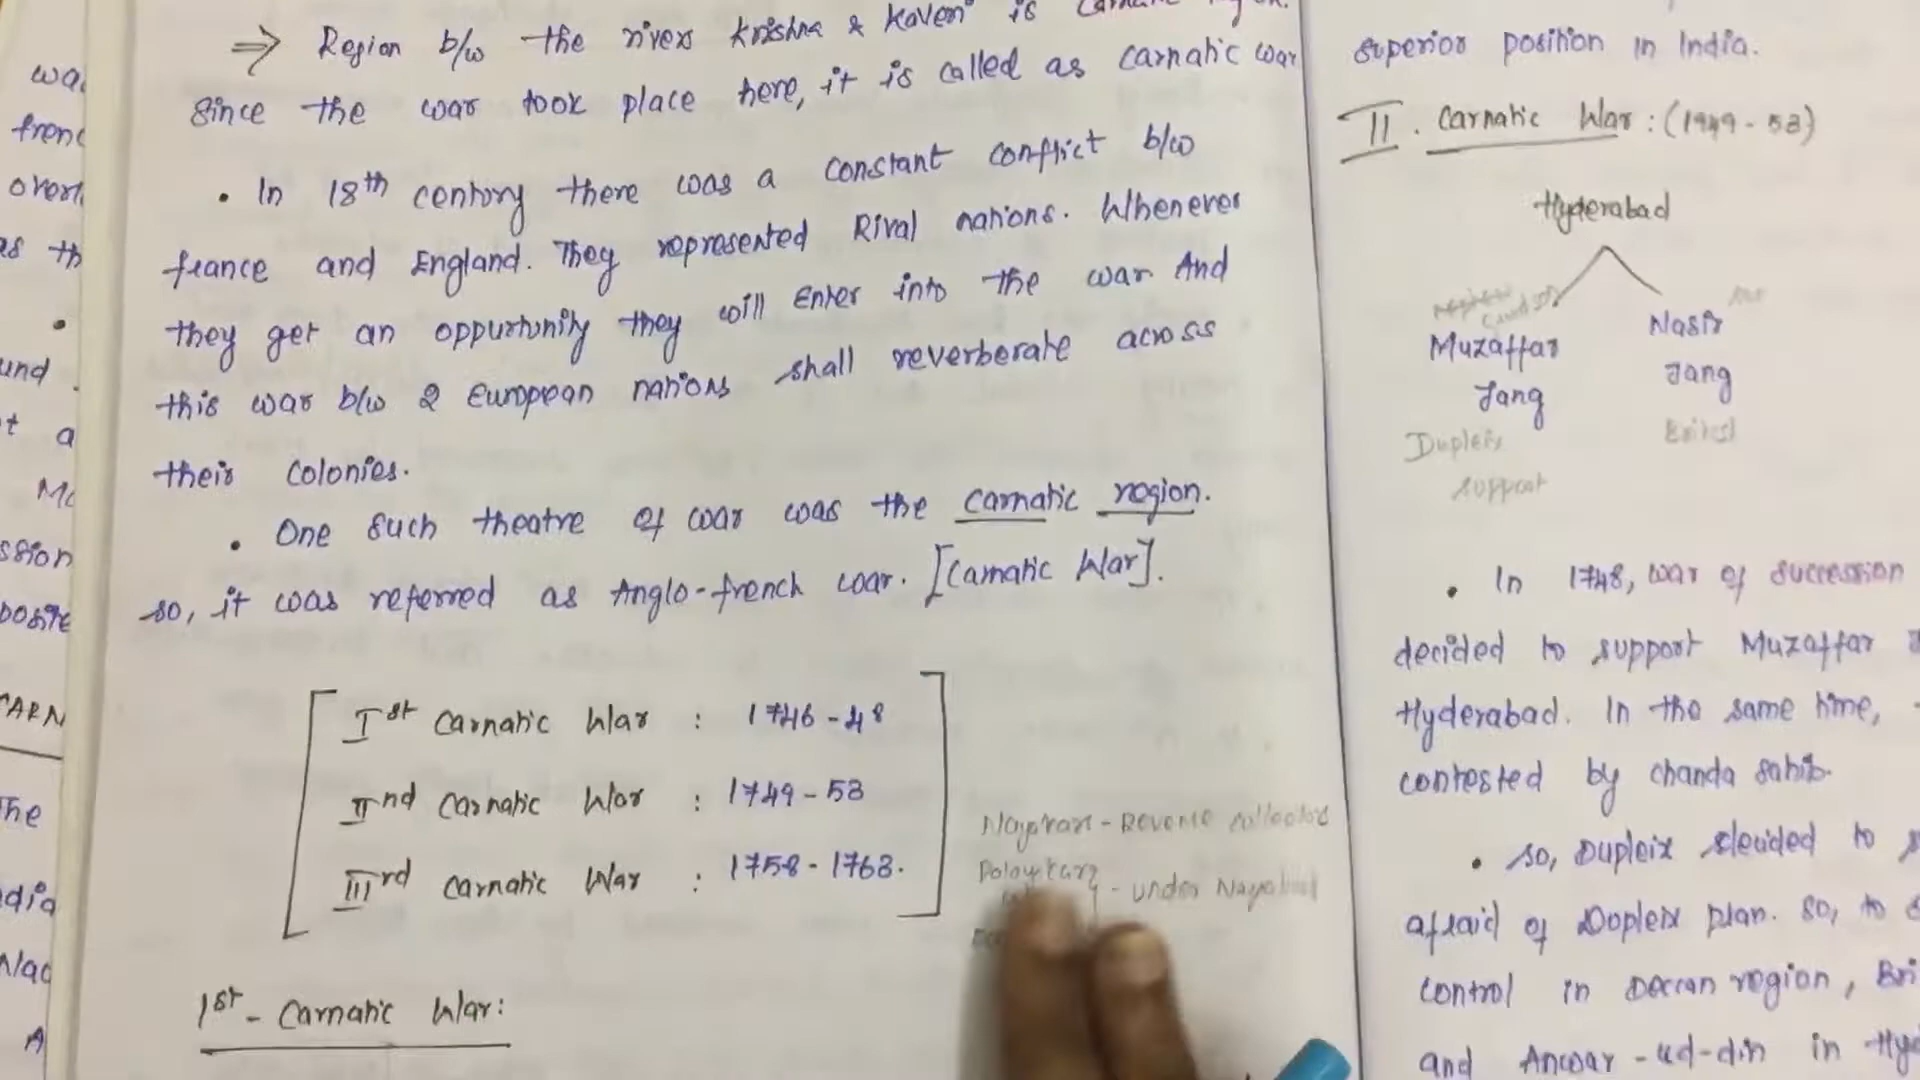 ⇒ Region b/w the rivers Krishna & Kaveri is
since the war took place here, it is called as carnatic war
• In 18th century there was a constant conflict b/w
france and England. They represented Rival nations. Whenever
they get an oppurtunity they will Enter into the war And
this war b/w 2 European nations shall reverberate across
their colonies.
• One such theatre of war was the carnatic region.
so, it was referred as Anglo-french war. [Carnatic War].
Ist Carnatic War : 1746-48
IInd Carnatic War : 1749-53
IIIrd Carnatic War : 1758-1763.
- Revenue collector
- under
1st - Carnatic War:
superior position in India.
II. Carnatic War: (1949-53)
Hyderabad
Muzaffar
Jang
Dupleix
support
Nasir
Jang
• In 1748, war of succession
decided to support Muzaffar
Hyderabad. In the same time,
contested by chanda sahib.
• so, Dupleix decided to
afraid of Dopleix plan. so, to
control in Deccan region,
and Anwar-ud-din in